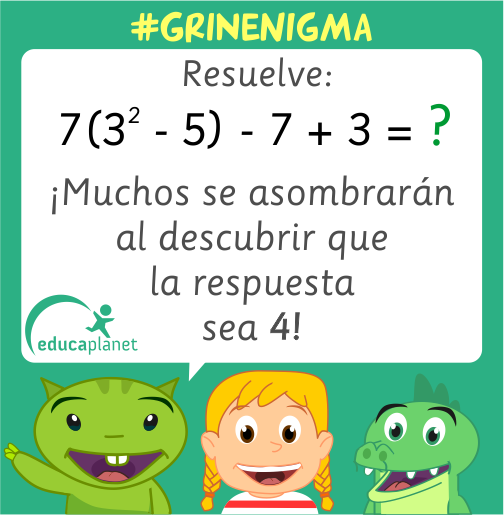 #GRINENIGMA
Resuelve:
7(3² - 5) - 7 + 3 = ?
¡Muchos se asombrarán
al descubrir que
la respuesta
sea 4!
educaplanet